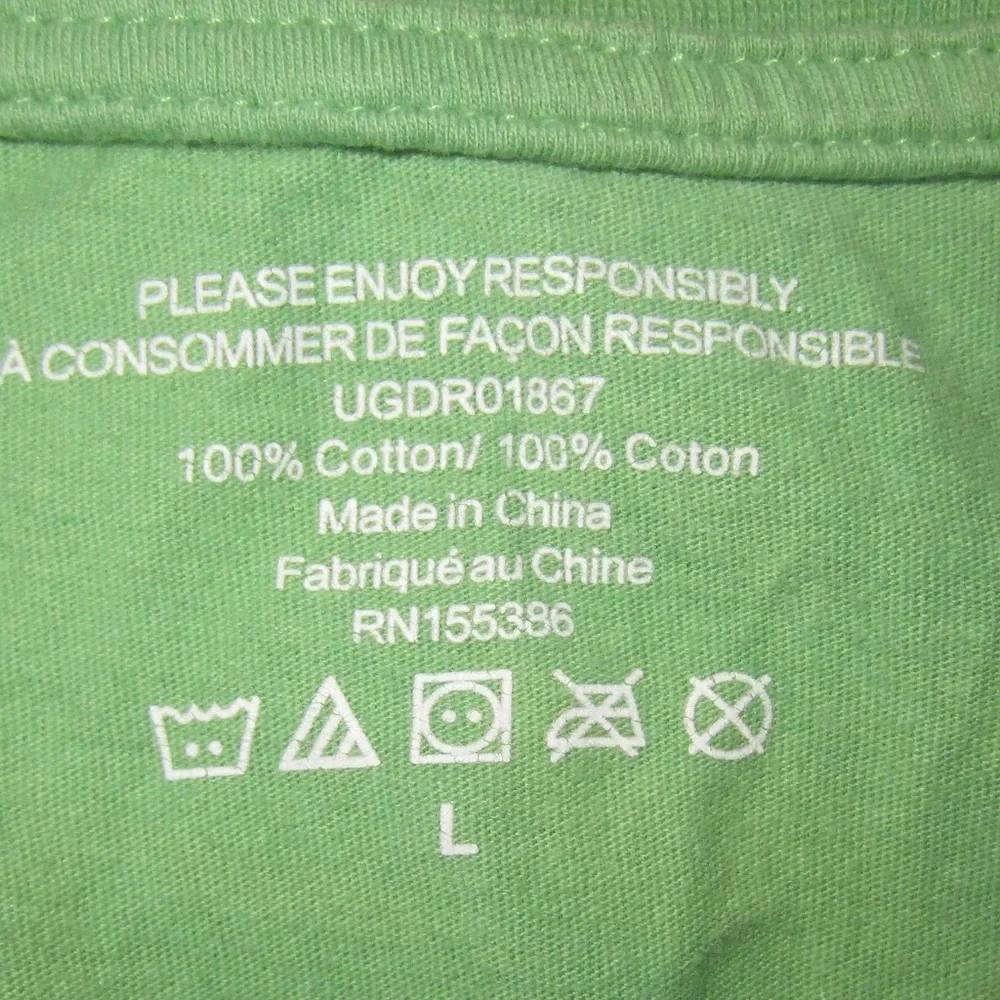 PLEASE ENJOY RESPONSIBLY.
À CONSOMMER DE FAÇON RESPONSIBLE
UGDR01867
100% Cotton/ 100% Coton
Made in China
Fabriqué au Chine
RN155386
L